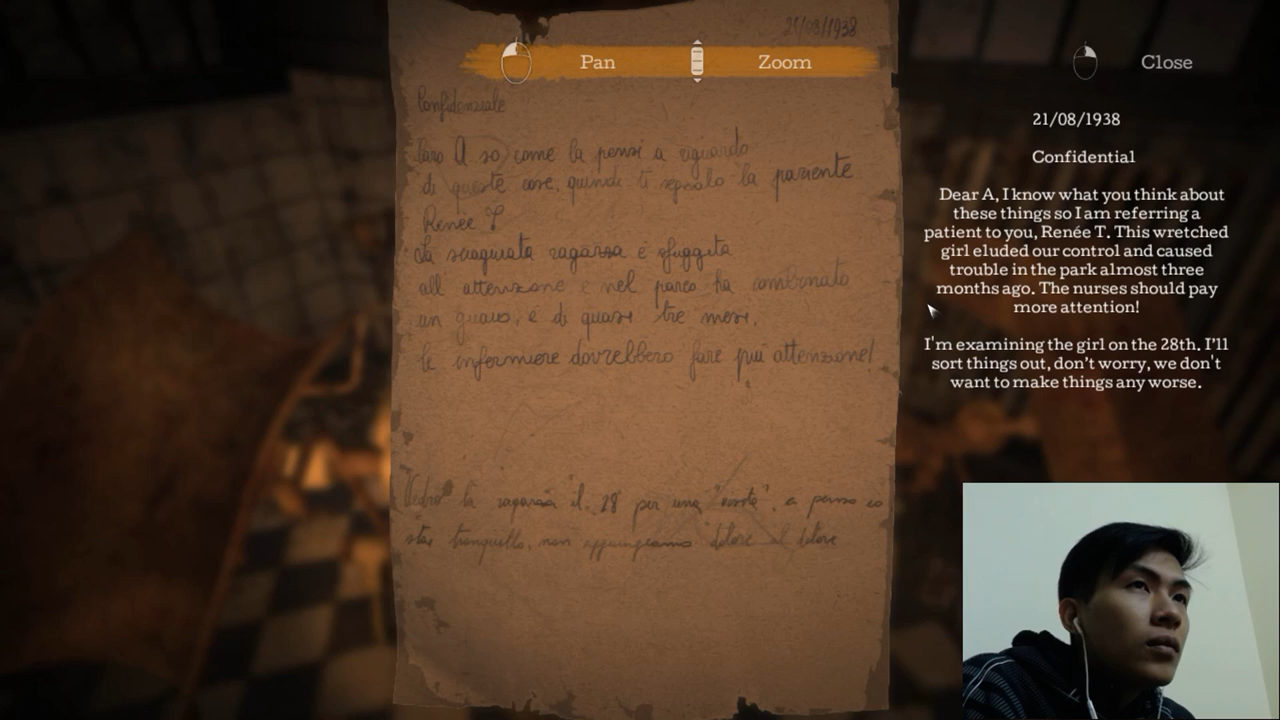 21/08/1938
Pan
Zoom
Close
Confidenziale
Caro A so come la pensi a riguardo
di queste cose, quindi ti segnalo la paziente
Renée T
La sciagurata ragazza è sfuggita
all attenzione e nel parco ha combinato
un guaio, è di quasi tre mesi.
le infermiere dovrebbero fare più attenzione!
Vedrò la ragazza il 28 per una "visita", a penso io
stai tranquillo, non aggiungiamo dolore al dolore
21/08/1938
Confidential
Dear A, I know what you think about
these things so I am referring a
patient to you, Renée T. This wretched
girl eluded our control and caused
trouble in the park almost three
months ago. The nurses should pay
more attention!
I'm examining the girl on the 28th. I'll
sort things out, don't worry, we don't
want to make things any worse.